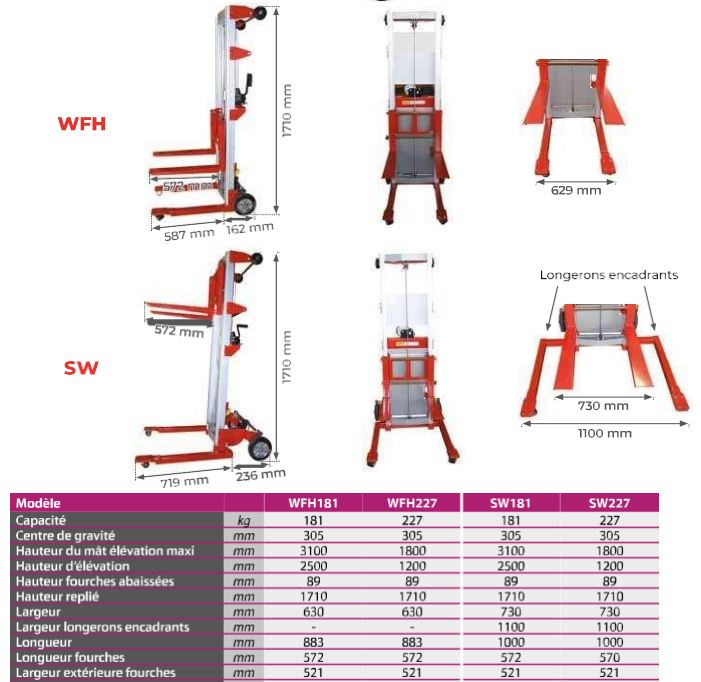 WFH
1710 mm
572 mm
587 mm
162 mm
629 mm
SW
572 mm
1710 mm
719 mm
236 mm
Longerons encadrants
730 mm
1100 mm
Modèle WFH181 WFH227 SW181 SW227
Capacité kg 181 227 181 227
Centre de gravité mm 305 305 305 305
Hauteur du mât élévation maxi mm 3100 1800 3100 1800
Hauteur d'élévation mm 2500 1200 2500 1200
Hauteur fourches abaissées mm 89 89 89 89
Hauteur replié mm 1710 1710 1710 1710
Largeur mm 630 630 730 730
Largeur longerons encadrants mm - - 1100 1100
Longueur mm 883 883 1000 1000
Longueur fourches mm 572 572 572 570
Largeur extérieure fourches mm 521 521 521 521